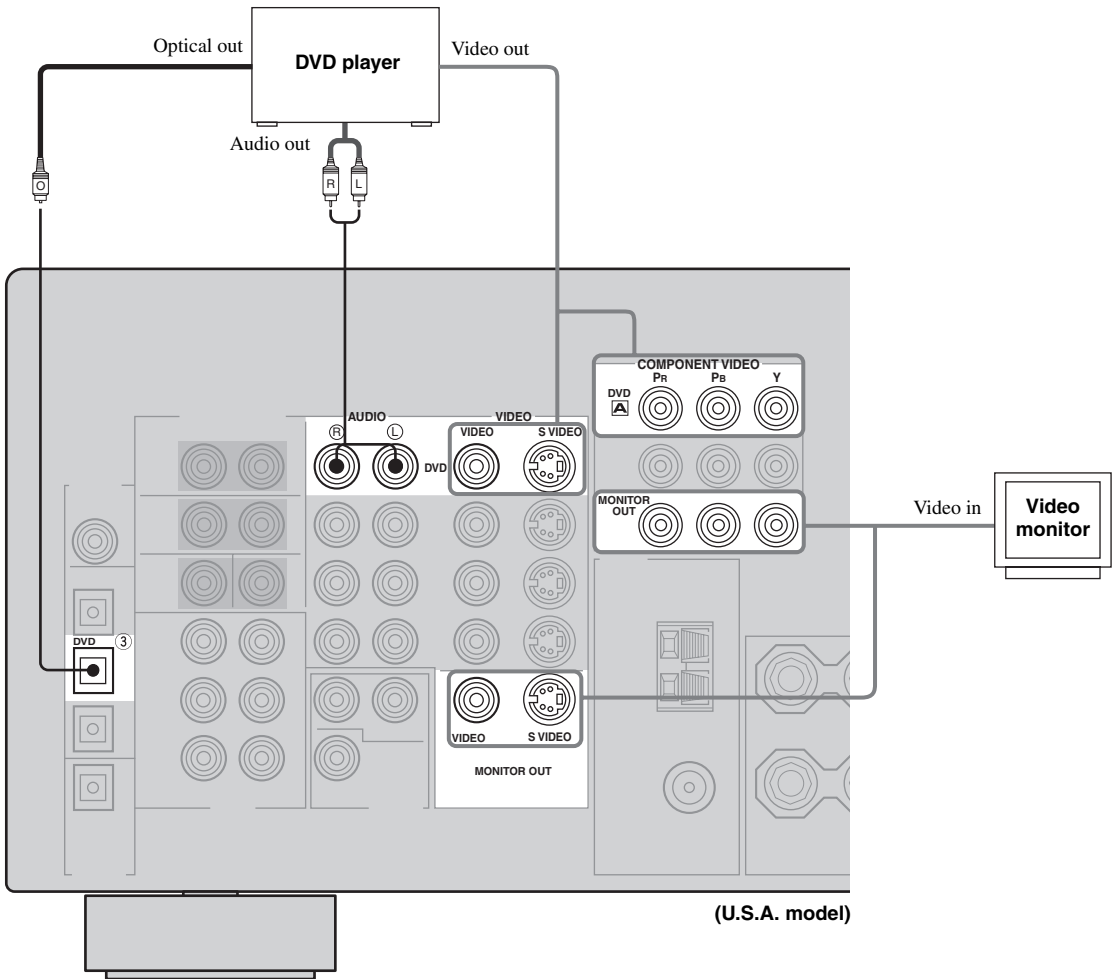 Optical out
DVD player
Video out
Audio out
O
R L
COMPONENT VIDEO
PR PB Y
DVD
A
AUDIO
VIDEO
R L
VIDEO S VIDEO
DVD
MONITOR
OUT
Video in
Video
monitor
DVD ③
VIDEO S VIDEO
MONITOR OUT
(U.S.A. model)